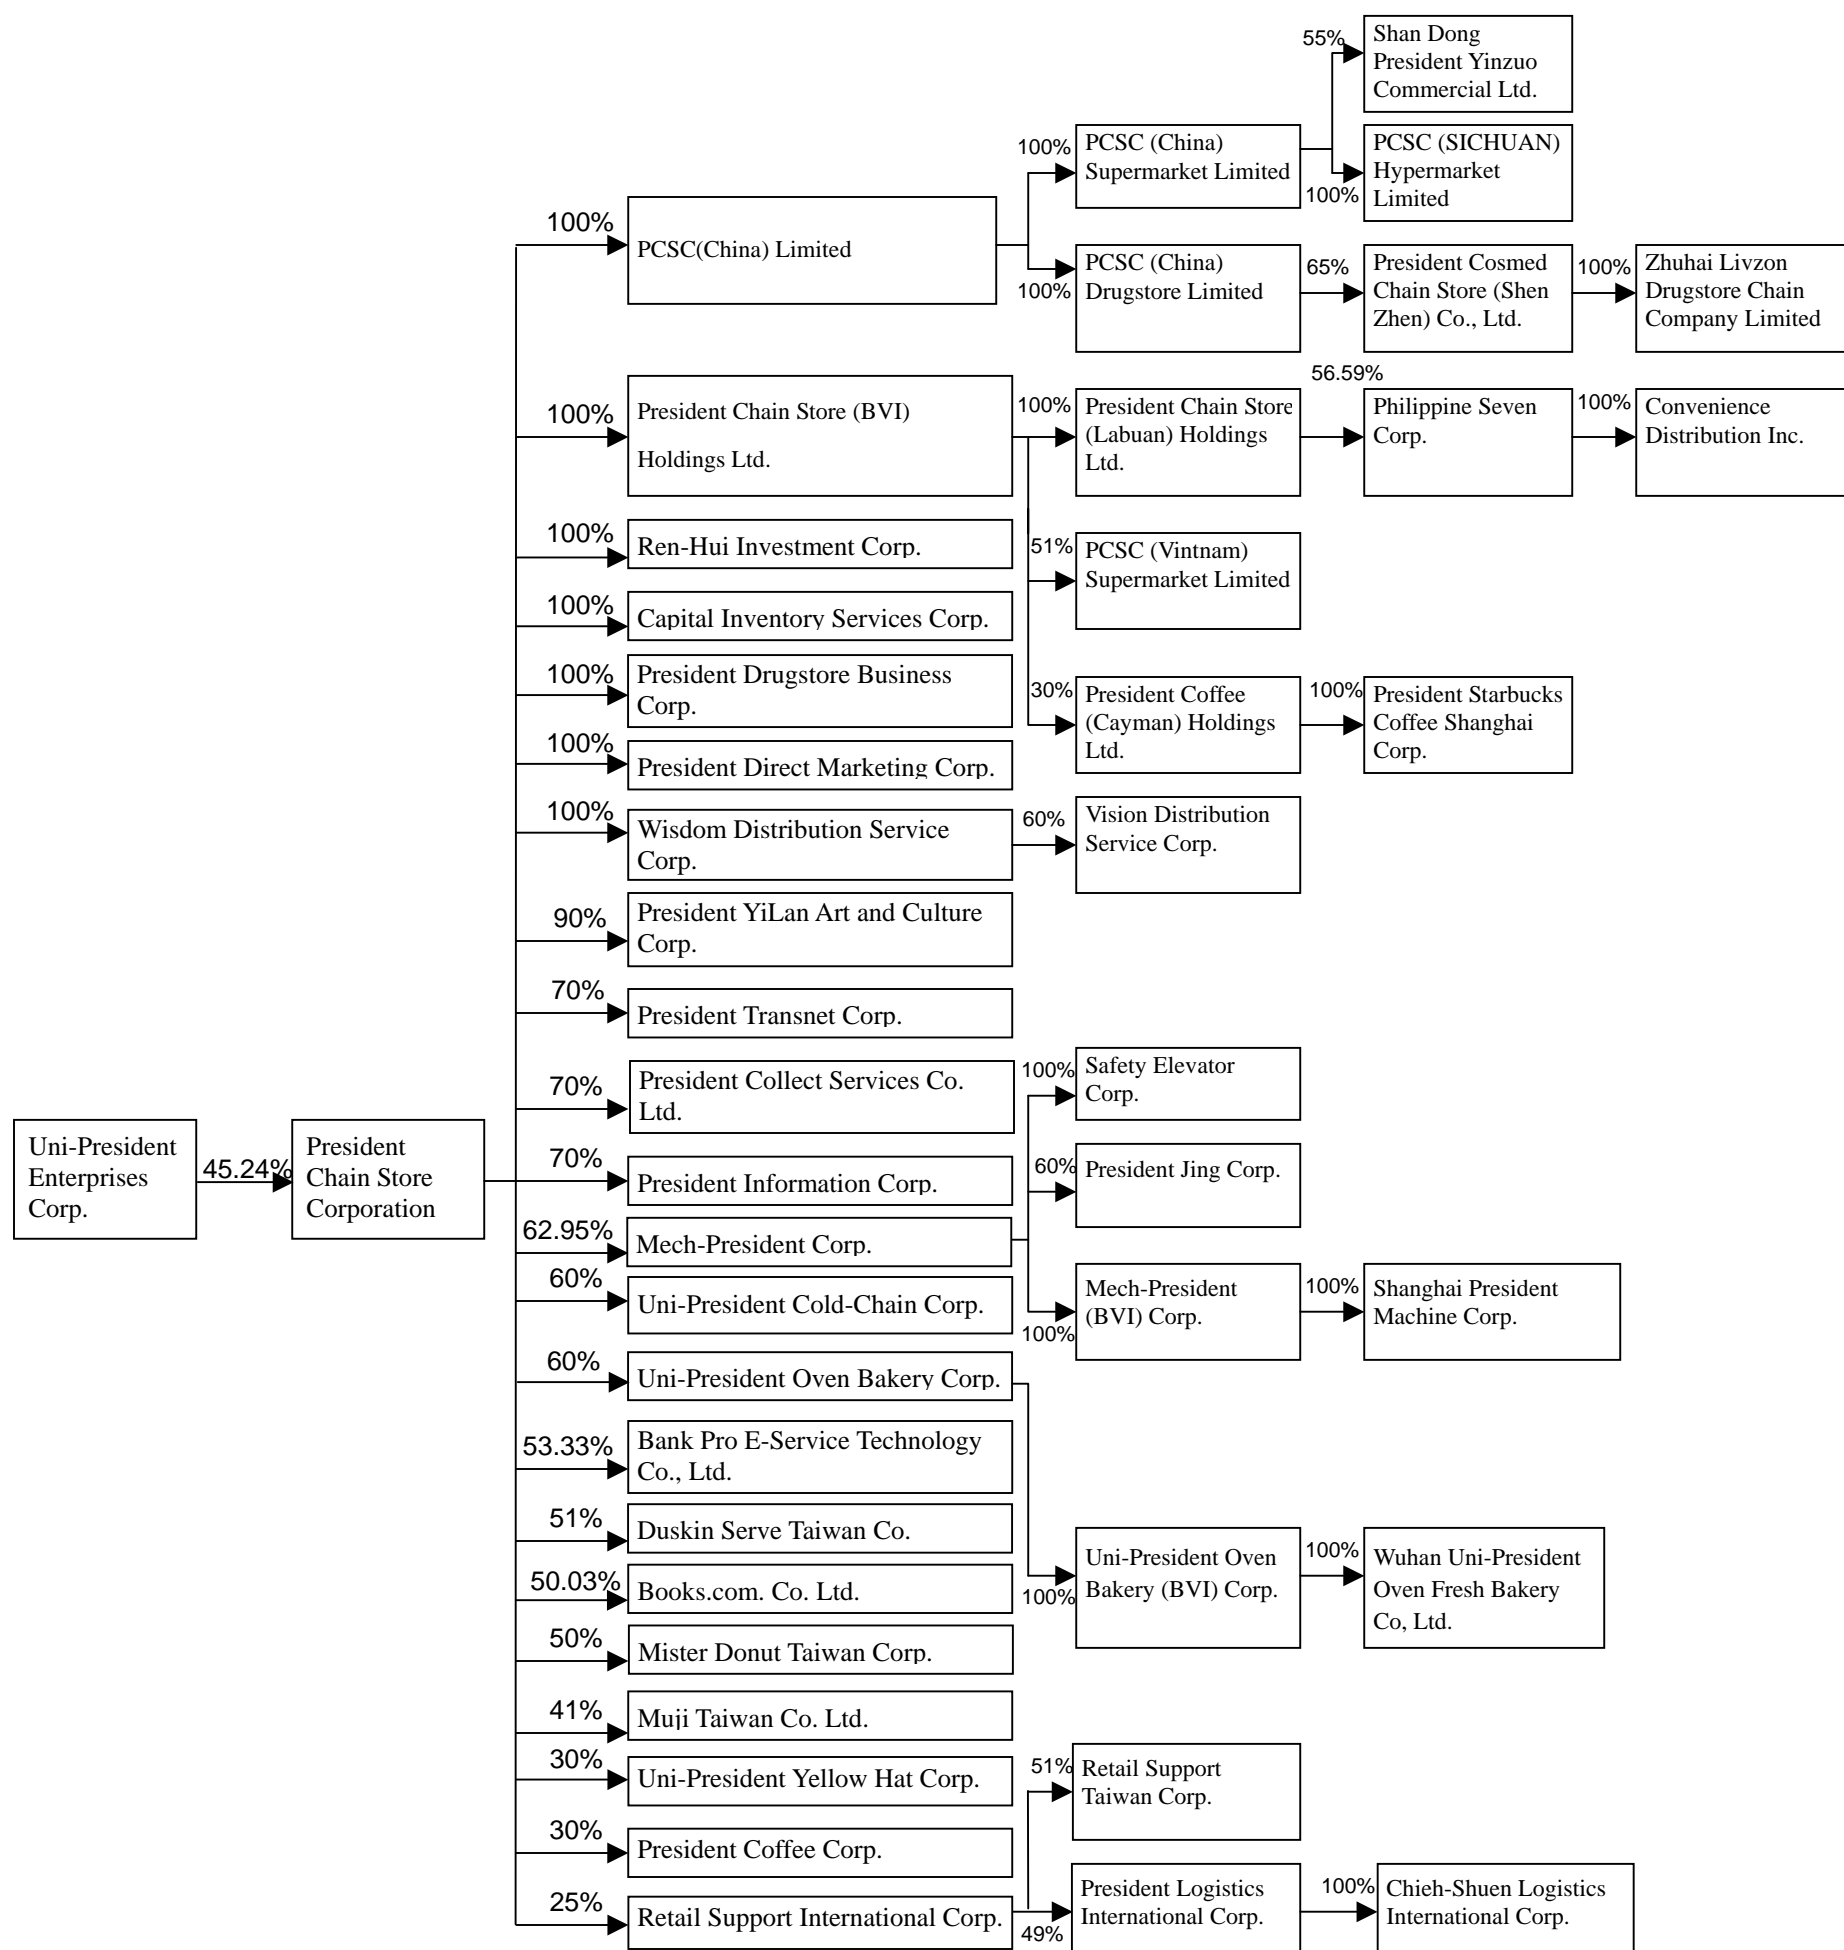 55%
Shan Dong
President Yinzuo
Commercial Ltd.
100%
PCSC (China)
Supermarket Limited
PCSC (SICHUAN)
Hypermarket
Limited
100%
100%
PCSC(China) Limited
100%
PCSC (China)
Drugstore Limited
65%
President Cosmed
Chain Store (Shen
Zhen) Co., Ltd.
100%
Zhuhai Livzon
Drugstore Chain
Company Limited
100%
President Chain Store (BVI)
Holdings Ltd.
100%
President Chain Store
(Labuan) Holdings
Ltd.
56.59%
Philippine Seven
Corp.
100%
Convenience
Distribution Inc.
100%
Ren-Hui Investment Corp.
51%
PCSC (Vintnam)
Supermarket Limited
100%
Capital Inventory Services Corp.
100%
President Drugstore Business
Corp.
30%
President Coffee
(Cayman) Holdings
Ltd.
100%
President Starbucks
Coffee Shanghai
Corp.
100%
President Direct Marketing Corp.
100%
Wisdom Distribution Service
Corp.
60%
Vision Distribution
Service Corp.
90%
President YiLan Art and Culture
Corp.
70%
President Transnet Corp.
70%
President Collect Services Co.
Ltd.
100%
Safety Elevator
Corp.
Uni-President
Enterprises
Corp.
45.24%
President
Chain Store
Corporation
70%
President Information Corp.
60%
President Jing Corp.
62.95%
Mech-President Corp.
60%
Uni-President Cold-Chain Corp.
100%
Mech-President
(BVI) Corp.
100%
Shanghai President
Machine Corp.
60%
Uni-President Oven Bakery Corp.
53.33%
Bank Pro E-Service Technology
Co., Ltd.
51%
Duskin Serve Taiwan Co.
100%
Uni-President Oven
Bakery (BVI) Corp.
100%
Wuhan Uni-President
Oven Fresh Bakery
Co, Ltd.
50.03%
Books.com. Co. Ltd.
50%
Mister Donut Taiwan Corp.
41%
Muji Taiwan Co. Ltd.
30%
Uni-President Yellow Hat Corp.
51%
Retail Support
Taiwan Corp.
30%
President Coffee Corp.
25%
Retail Support International Corp.
49%
President Logistics
International Corp.
100%
Chieh-Shuen Logistics
International Corp.